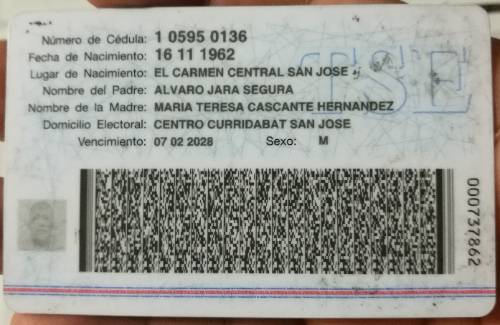 Número de Cédula: 1 0595 0136
Fecha de Nacimiento: 16 11 1962
Lugar de Nacimiento: EL CARMEN CENTRAL SAN JOSE
Nombre del Padre: ALVARO JARA SEGURA
Nombre de la Madre: MARIA TERESA CASCANTE HERNANDEZ
Domicilio Electoral: CENTRO CURRIDABAT SAN JOSE
Vencimiento: 07 02 2028 Sexo: M
TSE
000737862